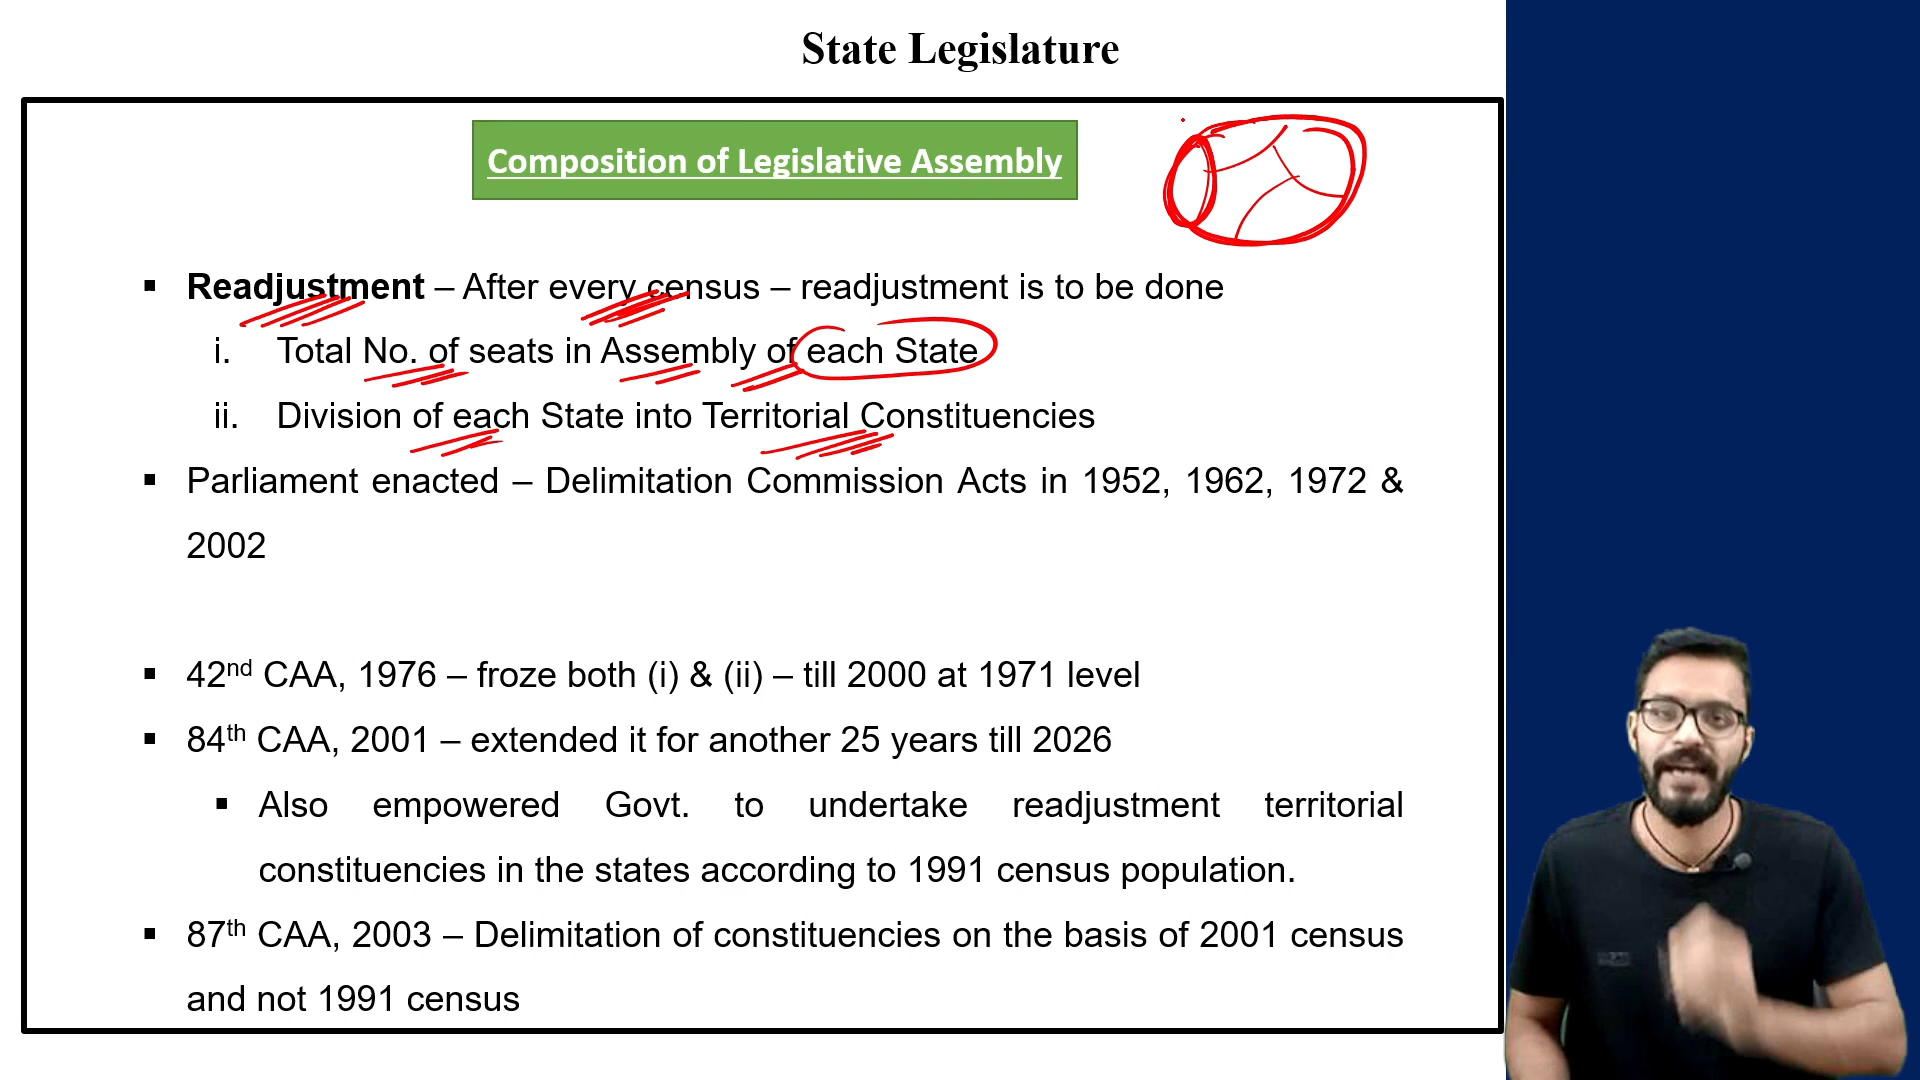 State Legislature
Composition of Legislative Assembly
▪ Readjustment – After every census – readjustment is to be done
i. Total No. of seats in Assembly of each State
ii. Division of each State into Territorial Constituencies
▪ Parliament enacted – Delimitation Commission Acts in 1952, 1962, 1972 &
2002
▪ 42nd CAA, 1976 – froze both (i) & (ii) – till 2000 at 1971 level
▪ 84th CAA, 2001 – extended it for another 25 years till 2026
▪ Also empowered Govt. to undertake readjustment territorial
constituencies in the states according to 1991 census population.
▪ 87th CAA, 2003 – Delimitation of constituencies on the basis of 2001 census
and not 1991 census